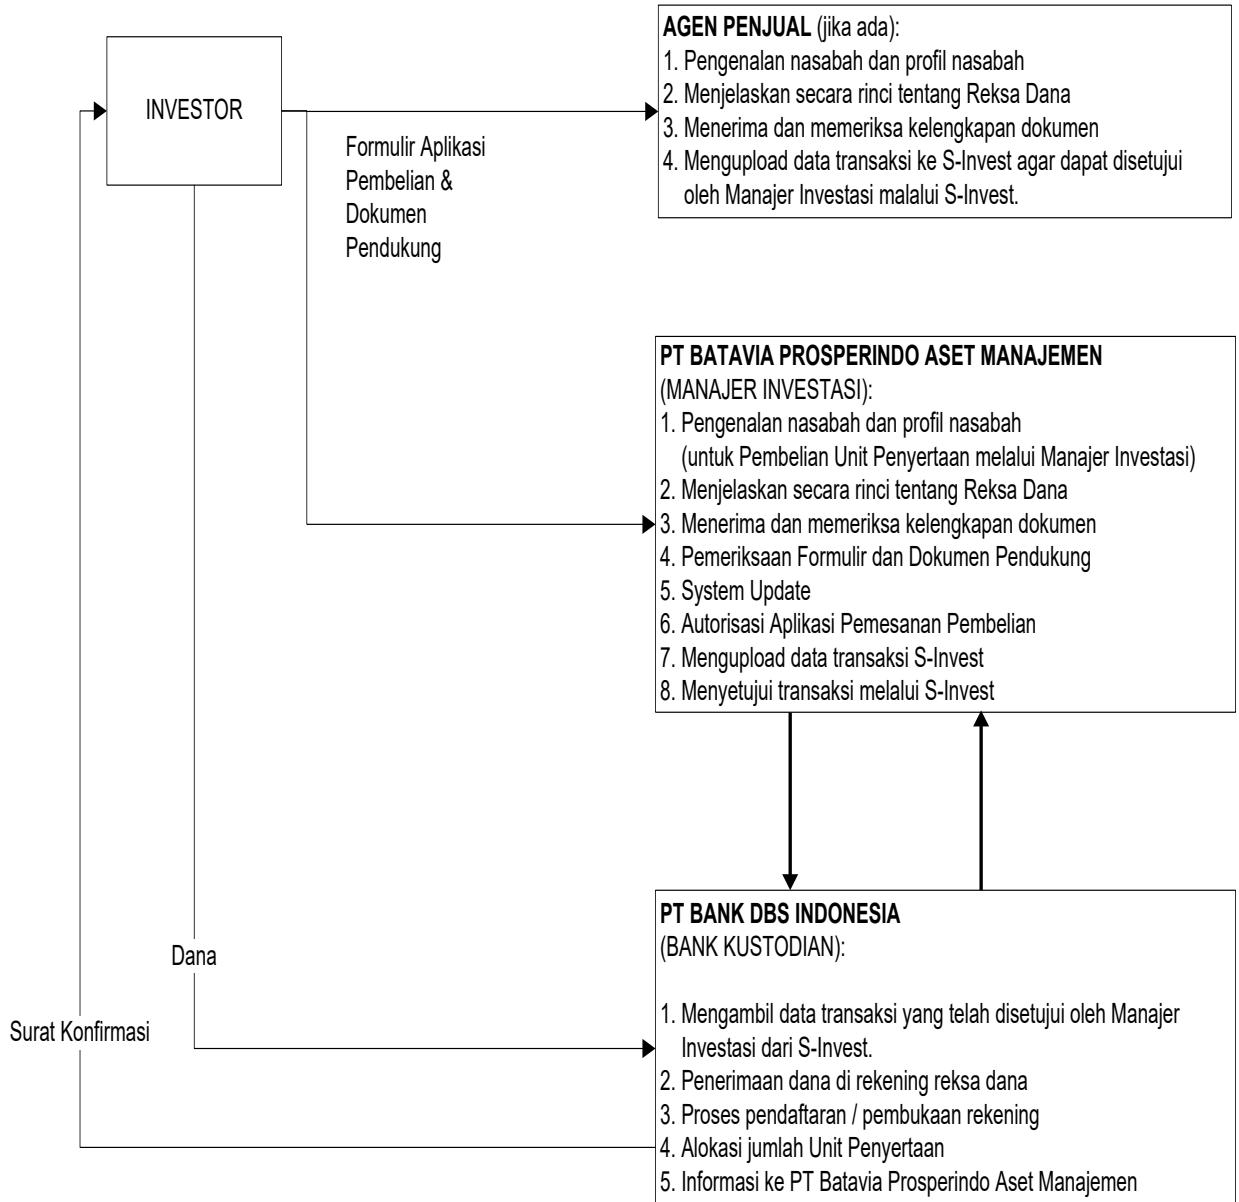 AGEN PENJUAL (jika ada):
1. Pengenalan nasabah dan profil nasabah
2. Menjelaskan secara rinci tentang Reksa Dana
3. Menerima dan memeriksa kelengkapan dokumen
4. Mengupload data transaksi ke S-Invest agar dapat disetujui
oleh Manajer Investasi malalui S-Invest.
INVESTOR
Formulir Aplikasi
Pembelian &
Dokumen
Pendukung
PT BATAVIA PROSPERINDO ASET MANAJEMEN
(MANAJER INVESTASI):
1. Pengenalan nasabah dan profil nasabah
(untuk Pembelian Unit Penyertaan melalui Manajer Investasi)
2. Menjelaskan secara rinci tentang Reksa Dana
3. Menerima dan memeriksa kelengkapan dokumen
4. Pemeriksaan Formulir dan Dokumen Pendukung
5. System Update
6. Autorisasi Aplikasi Pemesanan Pembelian
7. Mengupload data transaksi S-Invest
8. Menyetujui transaksi melalui S-Invest
Dana
Surat Konfirmasi
PT BANK DBS INDONESIA
(BANK KUSTODIAN):
1. Mengambil data transaksi yang telah disetujui oleh Manajer
Investasi dari S-Invest.
2. Penerimaan dana di rekening reksa dana
3. Proses pendaftaran / pembukaan rekening
4. Alokasi jumlah Unit Penyertaan
5. Informasi ke PT Batavia Prosperindo Aset Manajemen